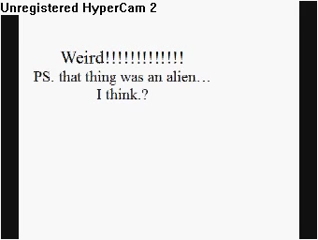 Unregistered HyperCam 2
Weird!!!!!!!!!!!!!
PS. that thing was an alien…
I think.?